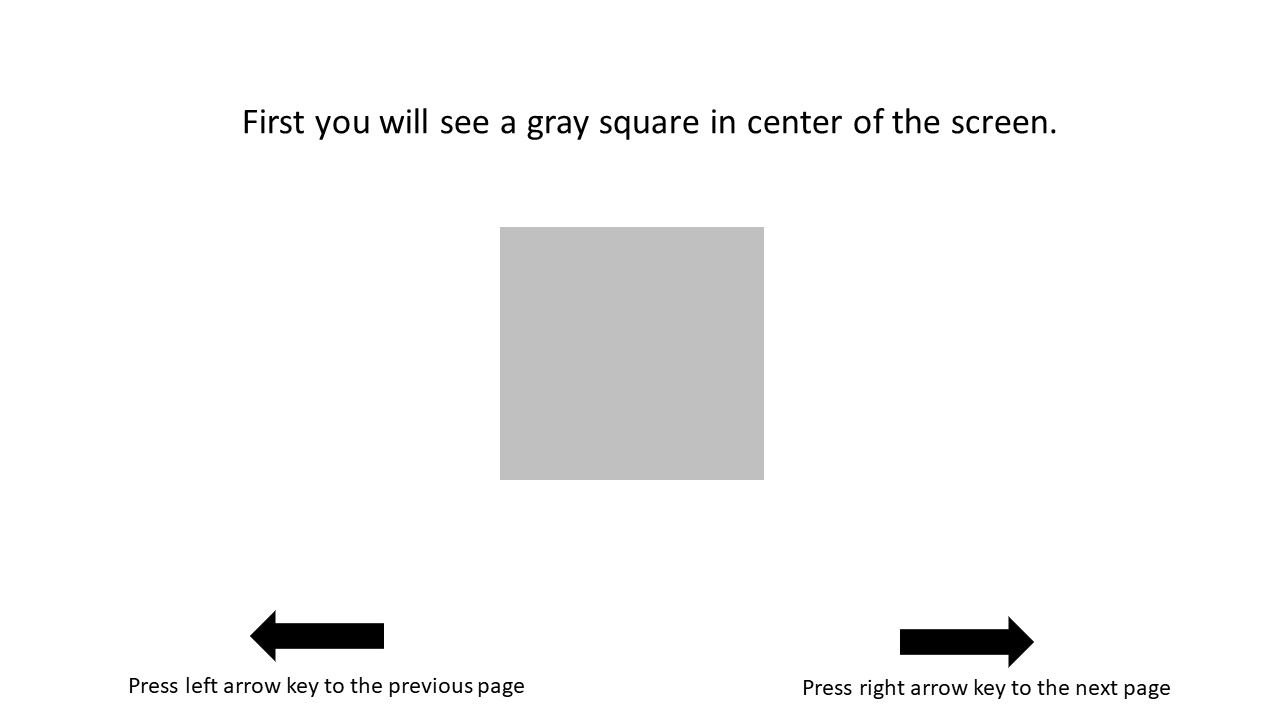 First you will see a gray square in center of the screen.
Press left arrow key to the previous page
Press right arrow key to the next page